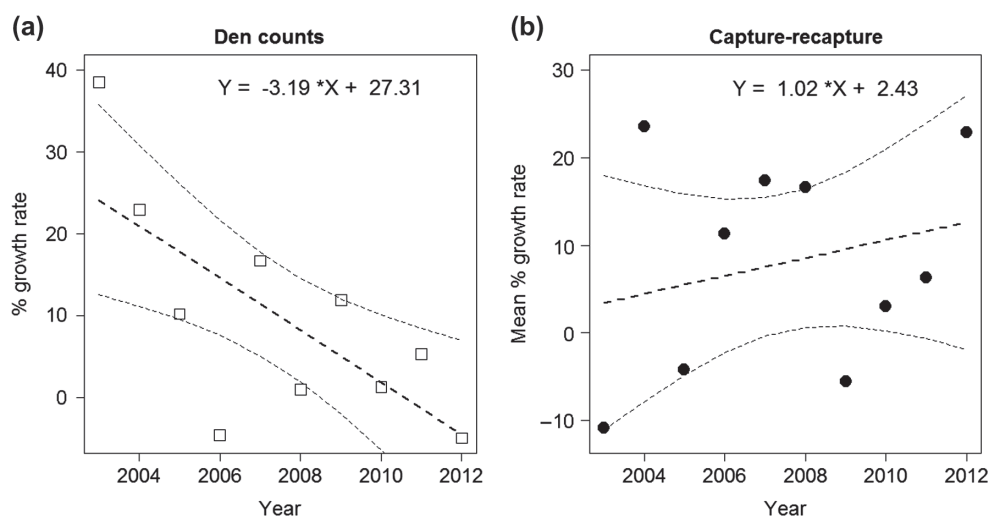 (a)
Den counts
Y = -3.19 *X + 27.31
% growth rate
40
30
20
10
0
2004
2006
2008
2010
2012
Year
(b)
Capture-recapture
Y = 1.02 *X + 2.43
Mean % growth rate
30
20
10
0
–10
2004
2006
2008
2010
2012
Year